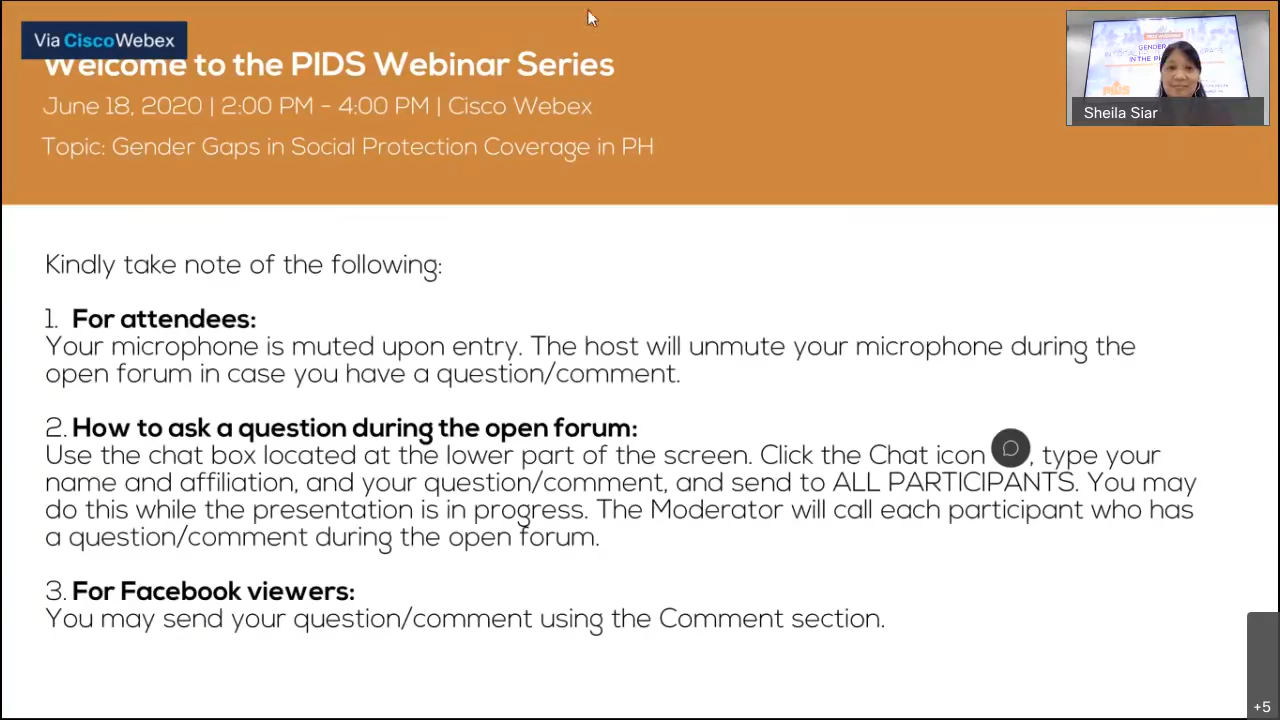 Via Cisco Webex
Welcome to the PIDS Webinar Series
June 18, 2020 | 2:00 PM - 4:00 PM | Cisco Webex
Topic: Gender Gaps in Social Protection Coverage in PH
GENDER
IN THE
PIDS
Sheila Siar
Kindly take note of the following:
1. For attendees:
Your microphone is muted upon entry. The host will unmute your microphone during the
open forum in case you have a question/comment.
2. How to ask a question during the open forum:
Use the chat box located at the lower part of the screen. Click the Chat icon , type your
name and affiliation, and your question/comment, and send to ALL PARTICIPANTS. You may
do this while the presentation is in progress. The Moderator will call each participant who has
a question/comment during the open forum.
3. For Facebook viewers:
You may send your question/comment using the Comment section.
+5